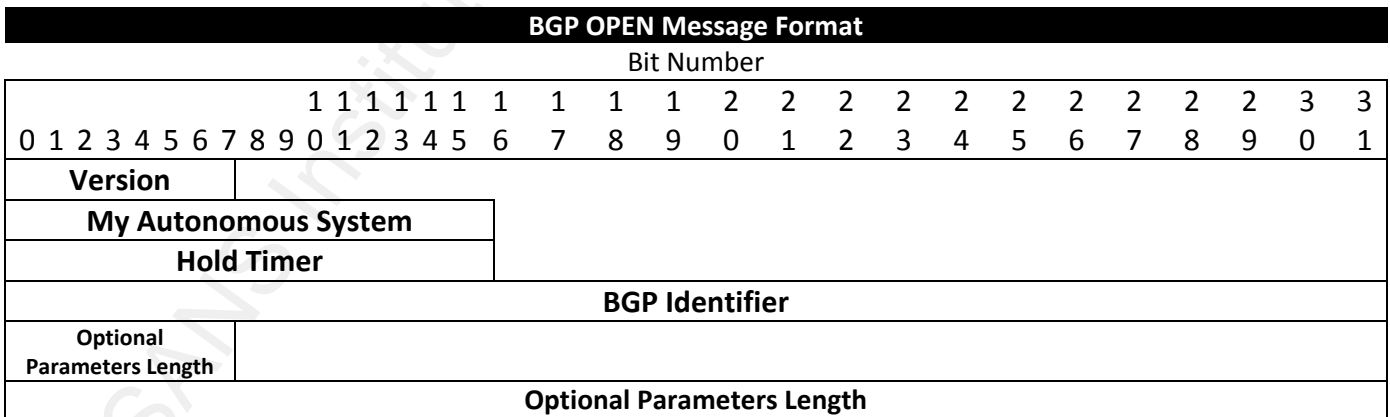 BGP OPEN Message Format
Bit Number
1 1 1 1 1 1 1 1 1 1 2 2 2 2 2 2 2 2 2 2 3 3
0 1 2 3 4 5 6 7 8 9 0 1 2 3 4 5 6 7 8 9 0 1 2 3 4 5 6 7 8 9 0 1
Version
My Autonomous System
Hold Timer
BGP Identifier
Optional
Parameters Length
Optional Parameters Length
SANS Institu